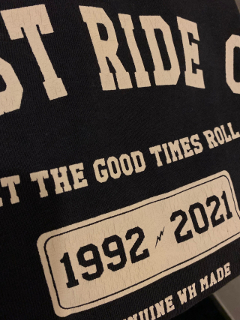 ST RIDE
T THE GOOD TIMES ROLL
1992 2021
NUINE WH MADE